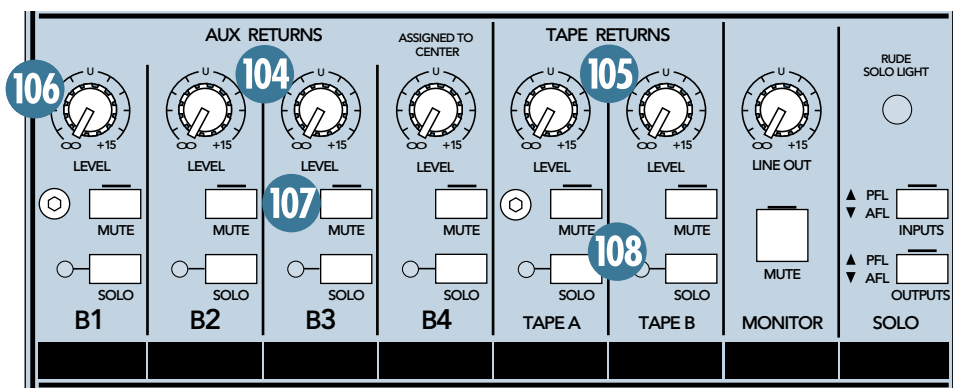 AUX RETURNS
ASSIGNED TO
CENTER
TAPE RETURNS
RUDE
SOLO LIGHT
106
104
105
U U U U U U U
∞ +15 ∞ +15 ∞ +15 ∞ +15 ∞ +15 ∞ +15 ∞ +15
LEVEL LEVEL LEVEL LEVEL LEVEL LEVEL LINE OUT
107
▲ PFL
▼ AFL
INPUTS
MUTE MUTE MUTE MUTE MUTE MUTE
108
▲ PFL
▼ AFL
MUTE
OUTPUTS
SOLO SOLO SOLO SOLO SOLO SOLO
B1 B2 B3 B4 TAPE A TAPE B MONITOR SOLO